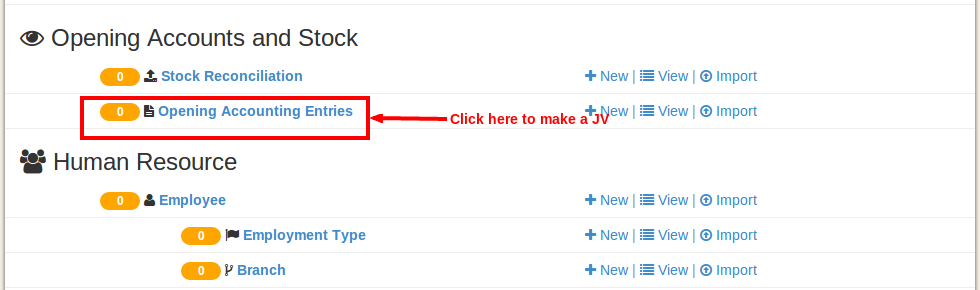 Opening Accounts and Stock
0 Stock Reconciliation New | View | Import
0 Opening Accounting Entries New | View | Import
Click here to make a JV
Human Resource
0 Employee New | View | Import
0 Employment Type New | View | Import
0 Branch New | View | Import